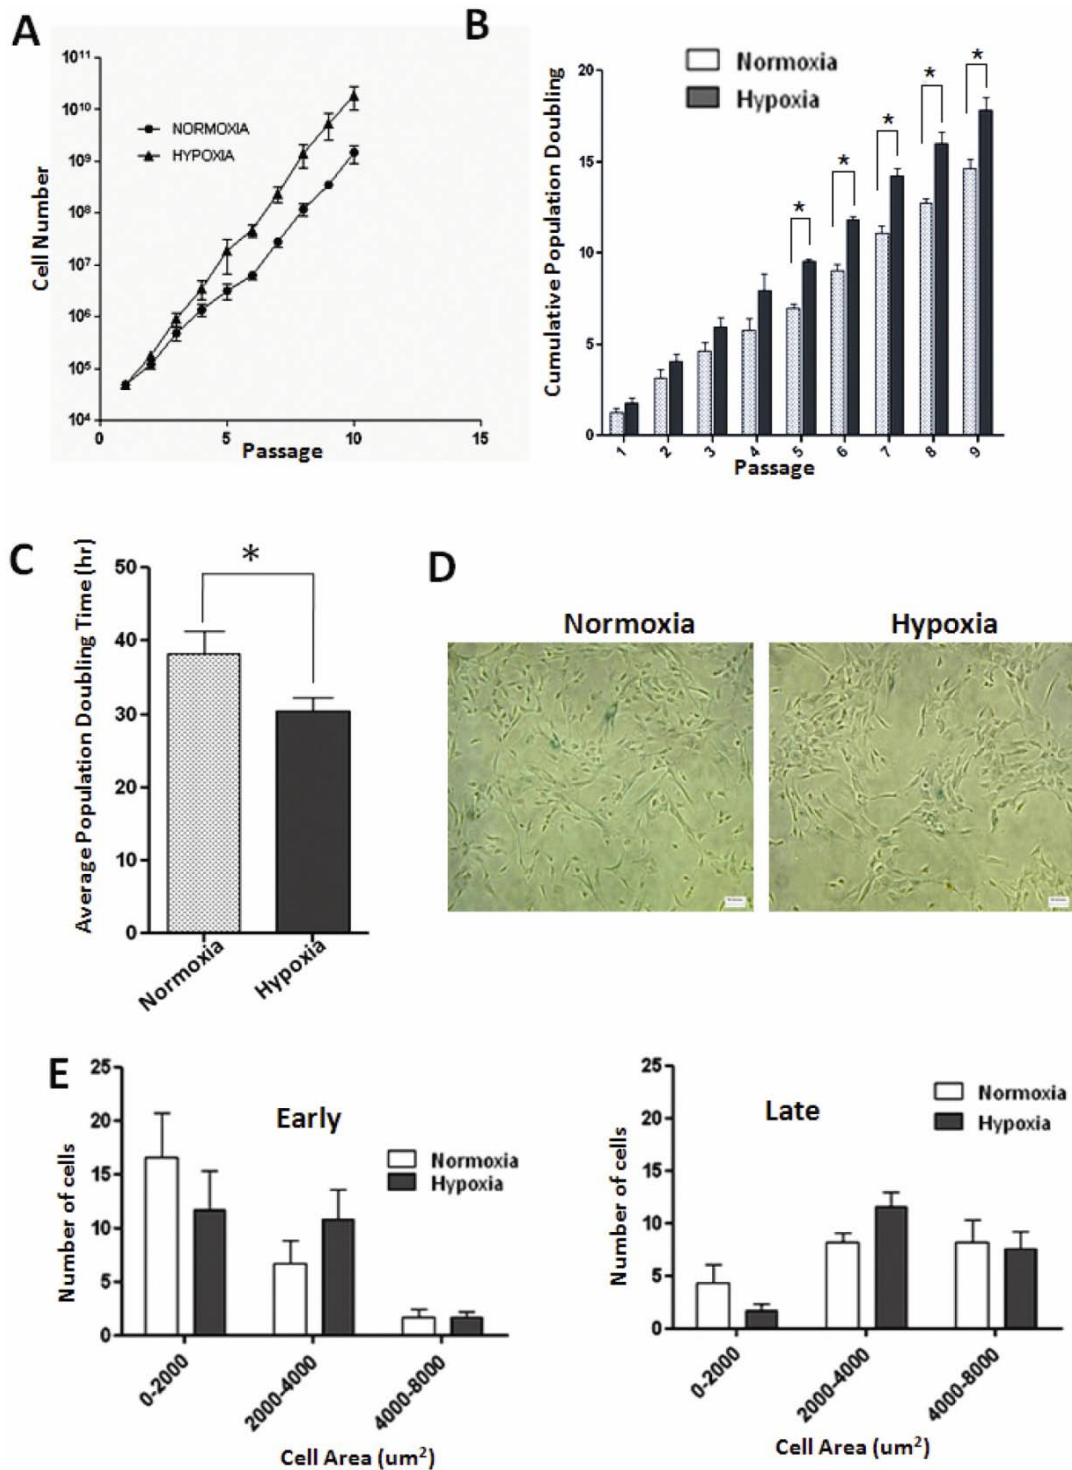 A
10¹¹
10¹⁰
10⁹
10⁸
10⁷
10⁶
10⁵
10⁴
Cell Number
NORMOXIA
HYPOXIA
0
5
10
15
Passage
B
Normoxia
Hypoxia
Cumulative Population Doubling
20
15
10
5
0
* * * * *
1 2 3 4 5 6 7 8 9
Passage
C
Average Population Doubling Time (hr)
50
40
30
20
10
0
*
Normoxia
Hypoxia
D
Normoxia
Hypoxia
E
Number of cells
25
20
15
10
5
0
Early
Normoxia
Hypoxia
0-2000
2000-4000
4000-8000
Cell Area (um²)
Number of cells
25
20
15
10
5
0
Late
Normoxia
Hypoxia
0-2000
2000-4000
4000-8000
Cell Area (um²)